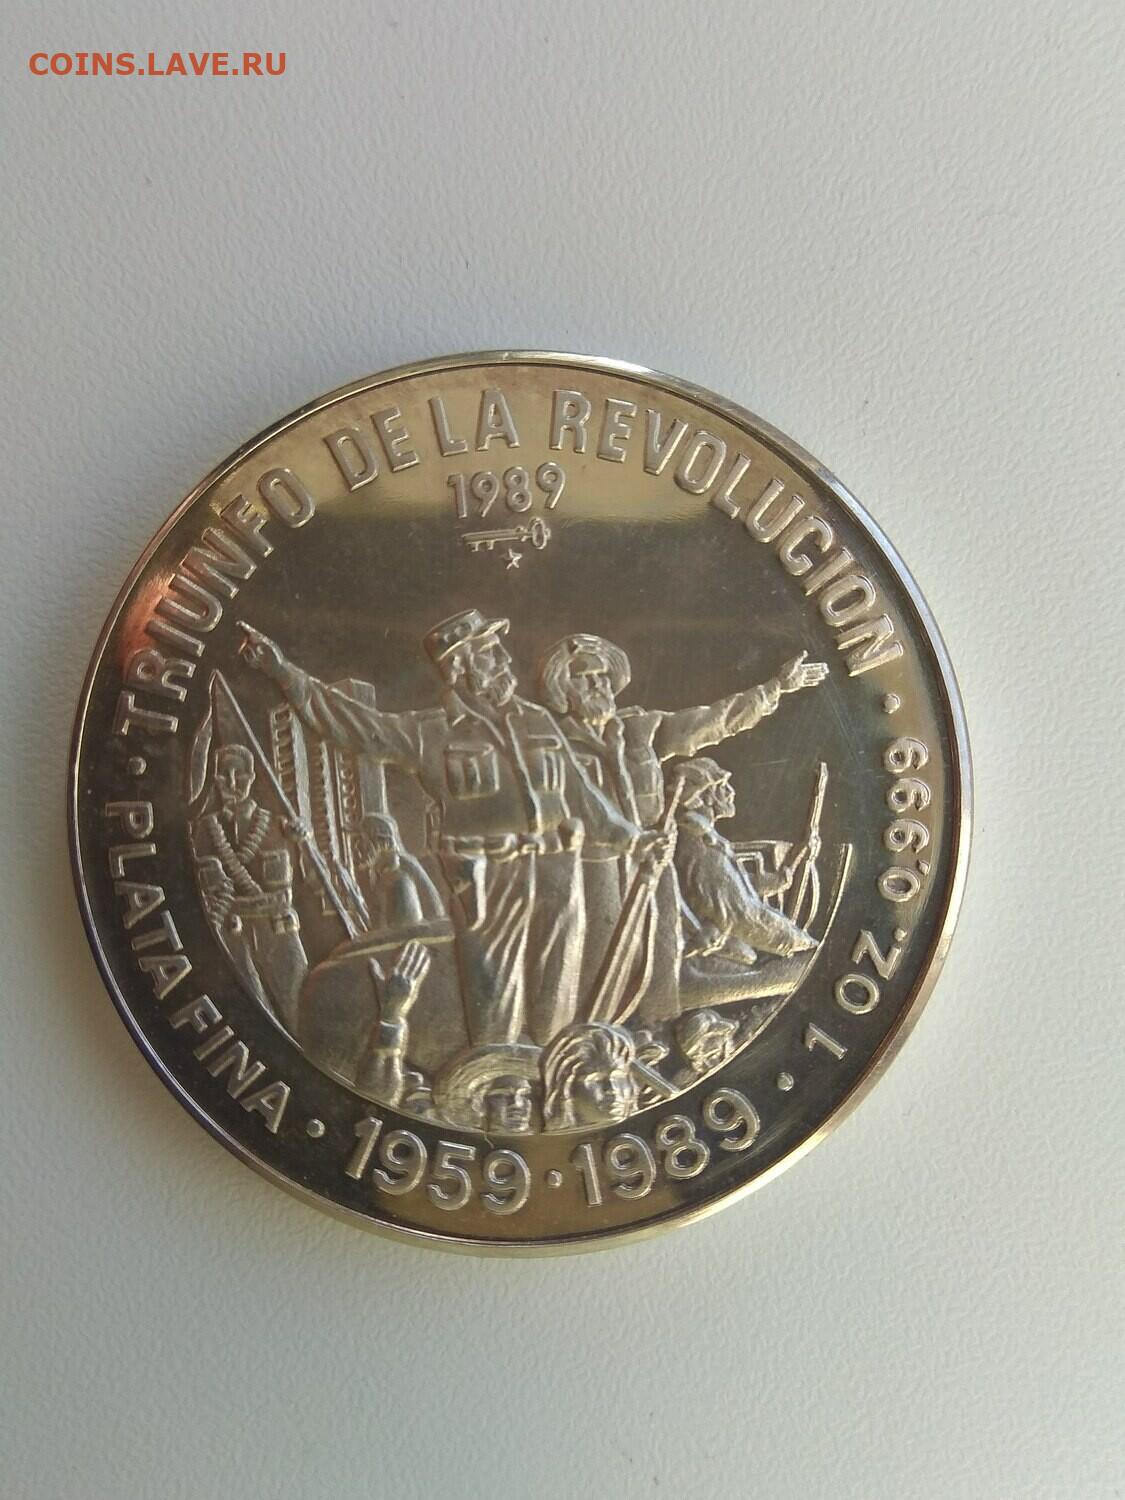 COINS.LAVE.RU
TRIUNFO DE LA REVOLUCION
1989
PLATA FINA · 1959 · 1989 · 1 OZ. 0,999